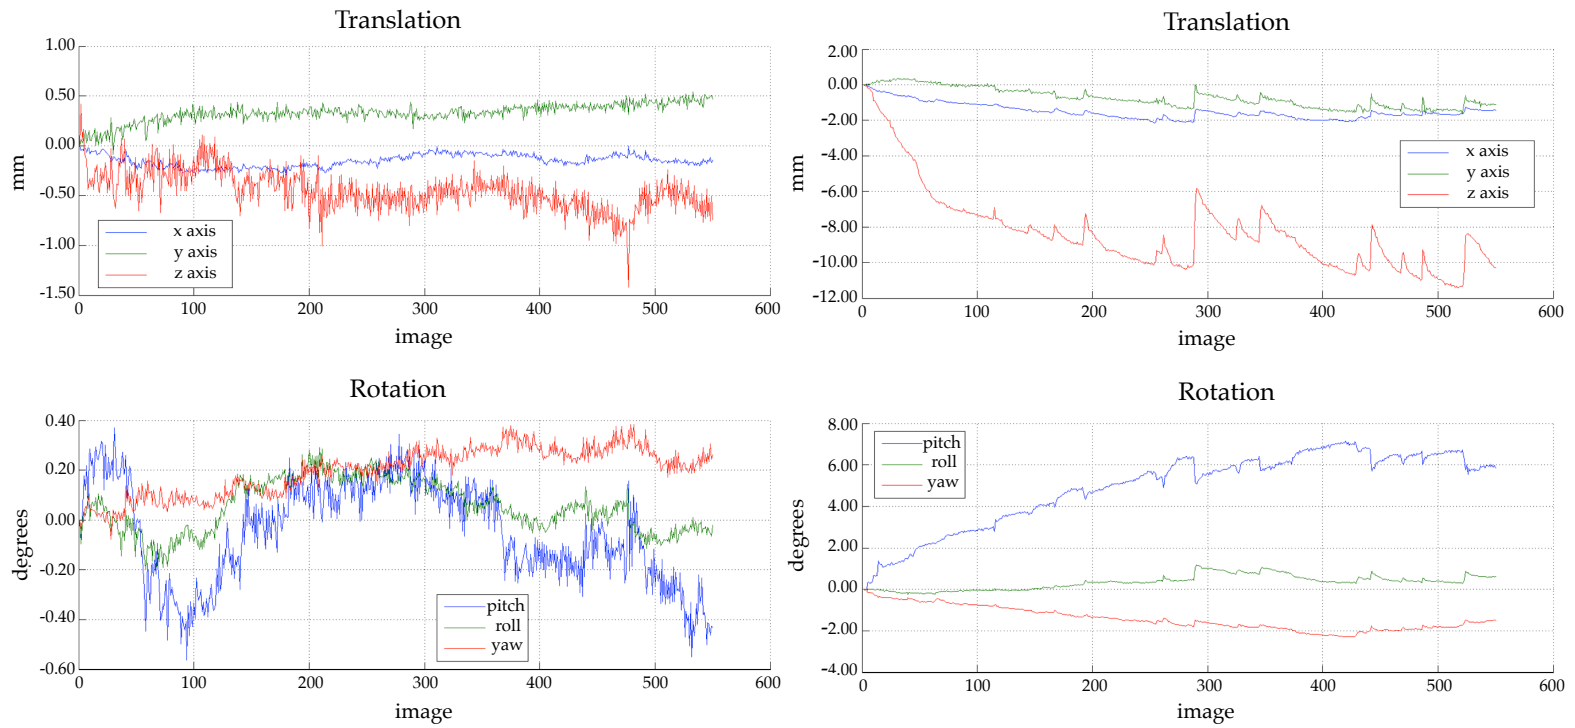 Translation
mm
1.00
0.50
0.00
-0.50
-1.00
-1.50
x axis
y axis
z axis
0 100 200 300 400 500 600
image
Translation
mm
2.00
0.00
-2.00
-4.00
-6.00
-8.00
-10.00
-12.00
x axis
y axis
z axis
0 100 200 300 400 500 600
image
Rotation
degrees
0.40
0.20
0.00
-0.20
-0.40
-0.60
pitch
roll
yaw
0 100 200 300 400 500 600
image
Rotation
degrees
8.00
6.00
4.00
2.00
0.00
-2.00
-4.00
pitch
roll
yaw
0 100 200 300 400 500 600
image